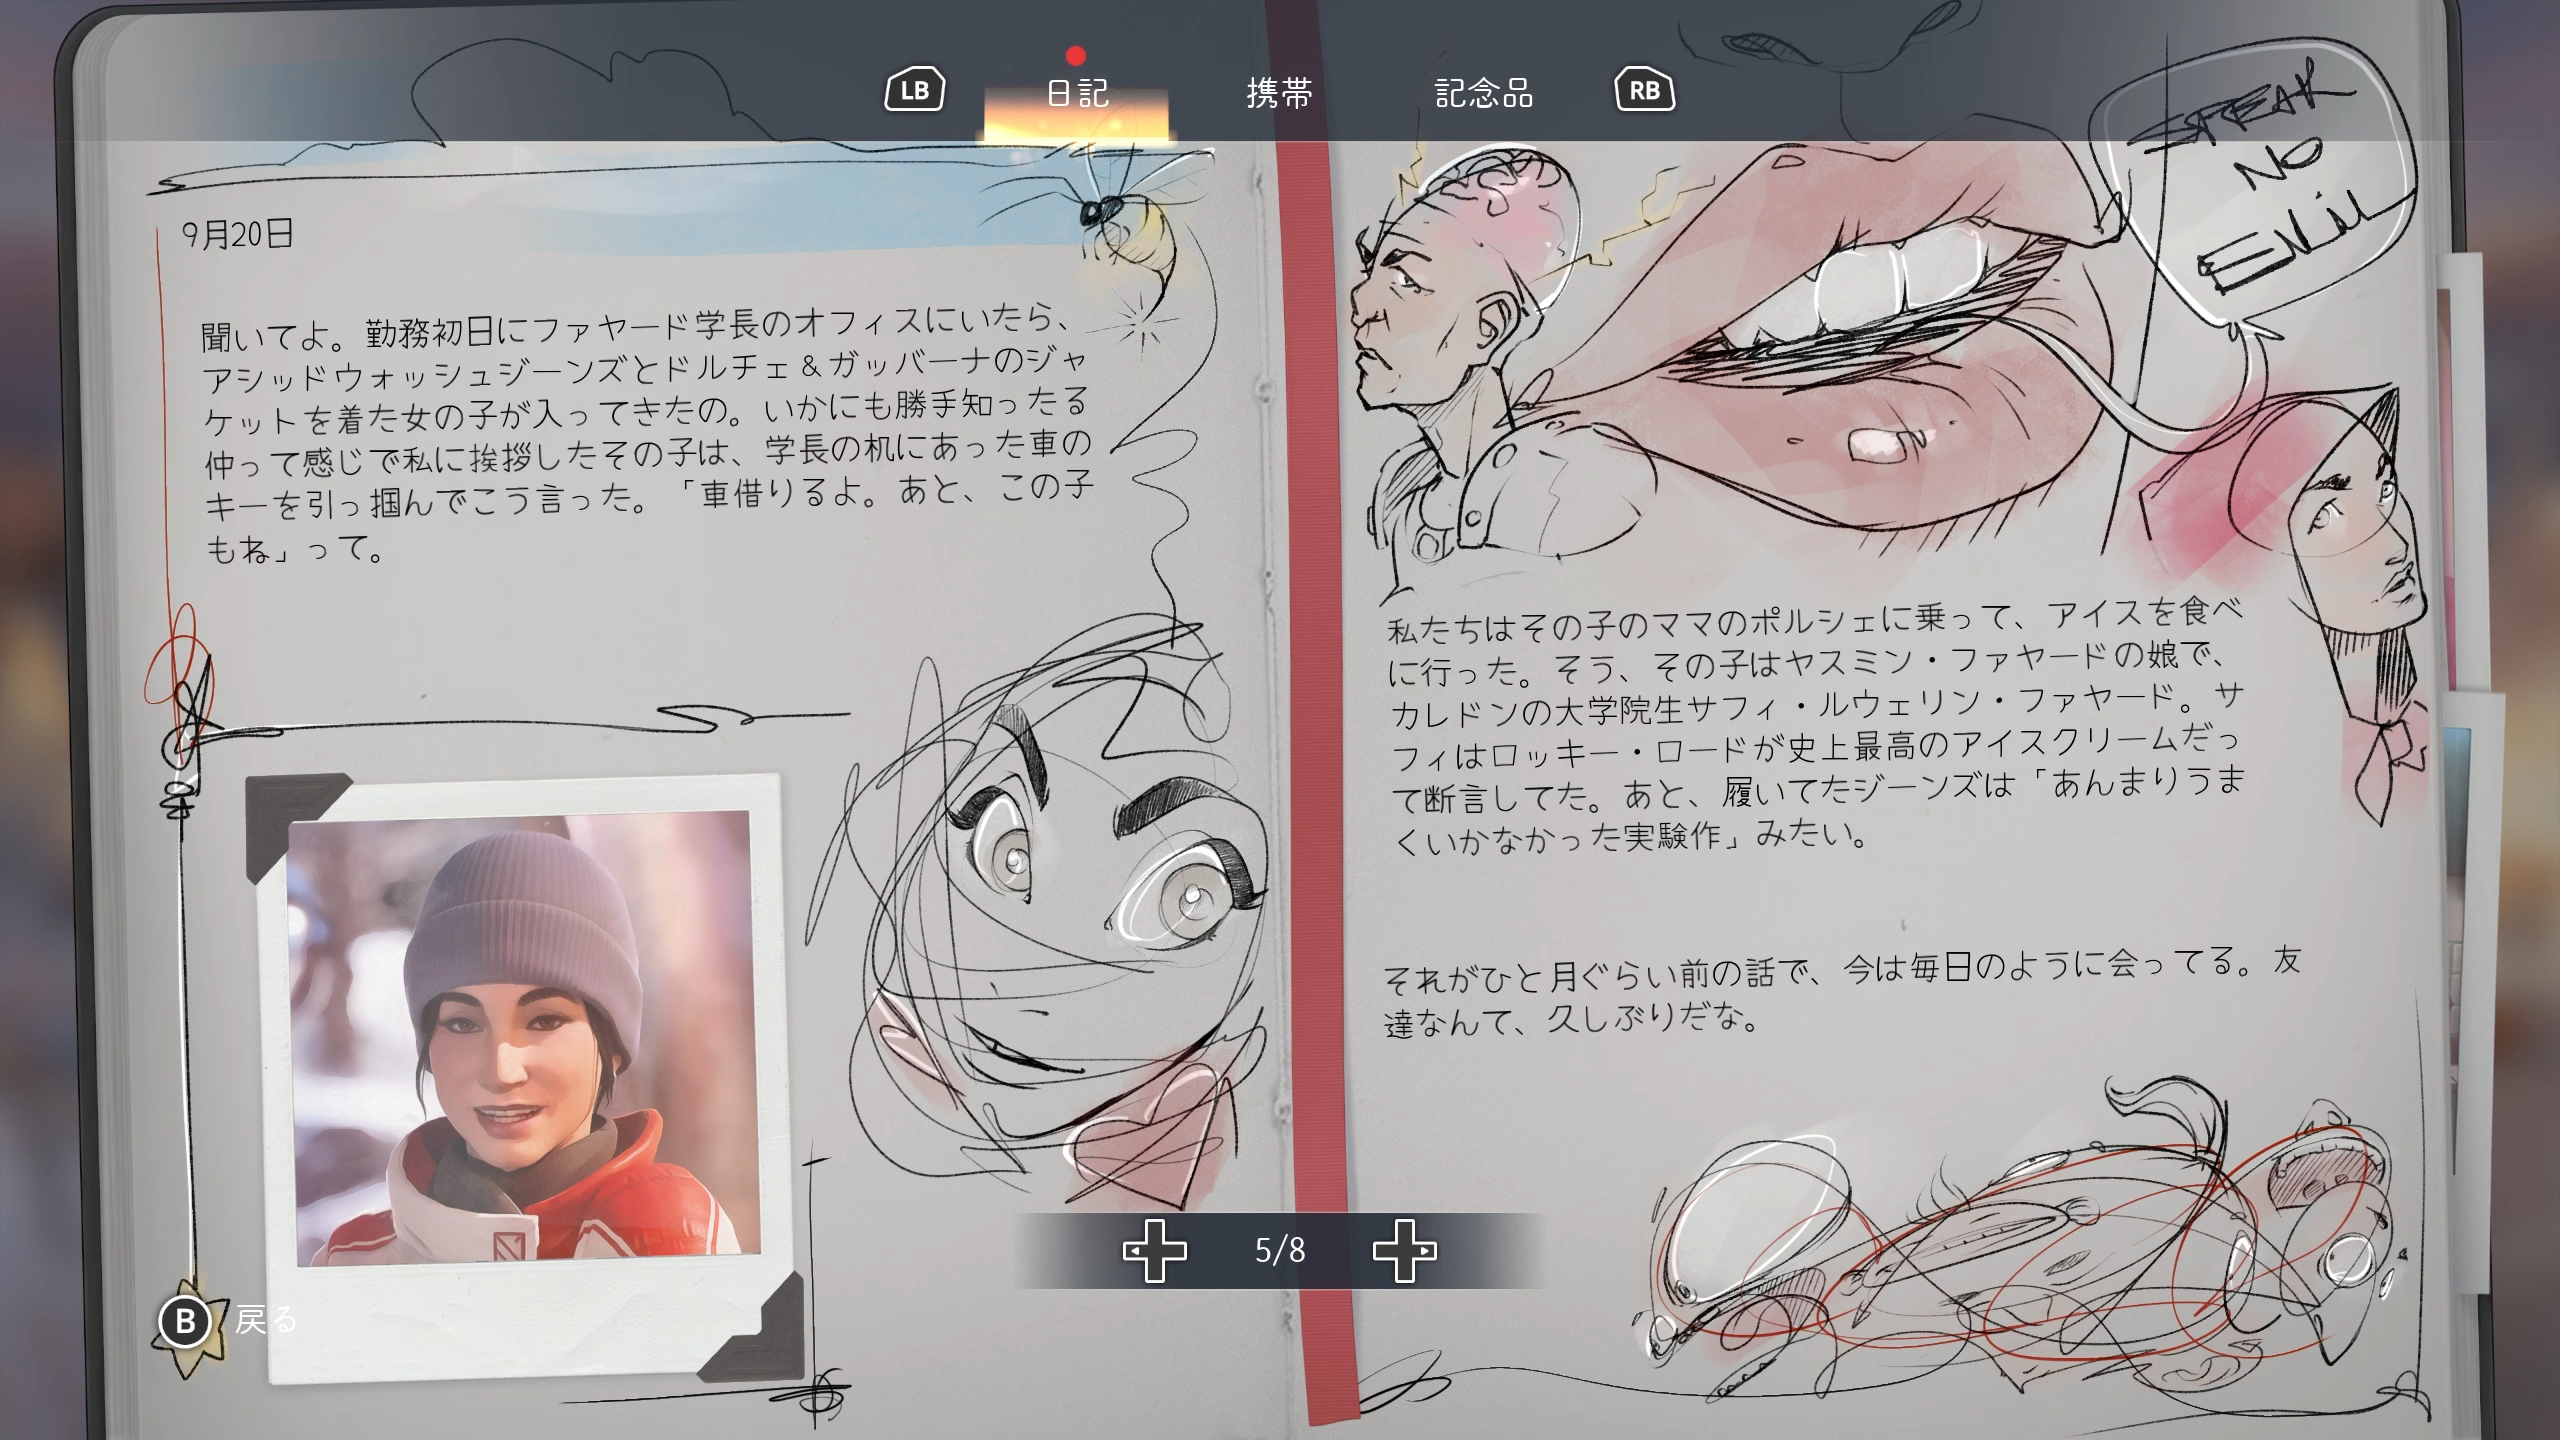 LB
日記
携帯
記念品
RB
9月20日
聞いてよ。勤務初日にファヤード学長のオフィスにいたら、
アシッドウォッシュジーンズとドルチェ＆ガッバーナのジャ
ケットを着た女の子が入ってきたの。いかにも勝手知ったる
仲って感じで私に挨拶したその子は、学長の机にあった車の
キーを引っ掴んでこう言った。「車借りるよ。あと、この子
もね」って。
SPEAK
NO
ENLiL
私たちはその子のママのポルシェに乗って、アイスを食べ
に行った。そう、その子はヤスミン・ファヤードの娘で、
カレドンの大学院生サフィ・ルウェリン・ファヤード。サ
フィはロッキー・ロードが史上最高のアイスクリームだっ
て断言してた。あと、履いてたジーンズは「あんまりうま
くいかなかった実験作」みたい。
それがひと月ぐらい前の話で、今は毎日のように会ってる。友
達なんて、久しぶりだな。
5/8
B 戻る